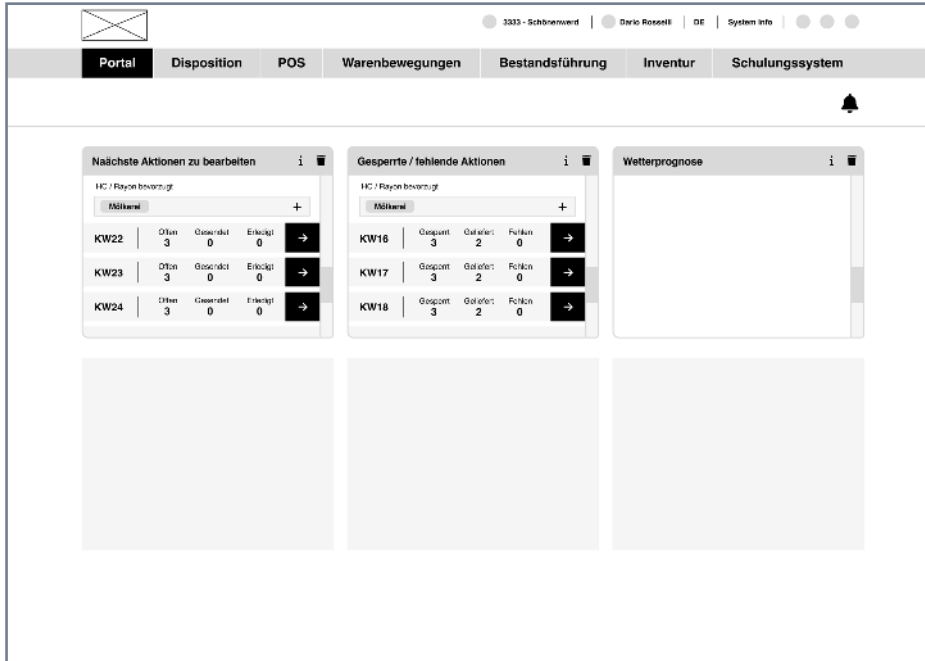 3333 - Schönenwerd | Dario Rosselli | DE | System Info
Portal Disposition POS Warenbewegungen Bestandsführung Inventur Schulungssystem
Naächste Aktionen zu bearbeiten i
HC / Rayon bevorzugt
Molkerei +
KW22 Offen 3 Gesendet 0 Erledigt 0 →
KW23 Offen 3 Gesendet 0 Erledigt 0 →
KW24 Offen 3 Gesendet 0 Erledigt 0 →
Gesperrte / fehlende Aktionen i
HC / Rayon bevorzugt
Molkerei +
KW16 Gesperrt 3 Geliefert 2 Fehlen 0 →
KW17 Gesperrt 3 Geliefert 2 Fehlen 0 →
KW18 Gesperrt 3 Geliefert 2 Fehlen 0 →
Wetterprognose i